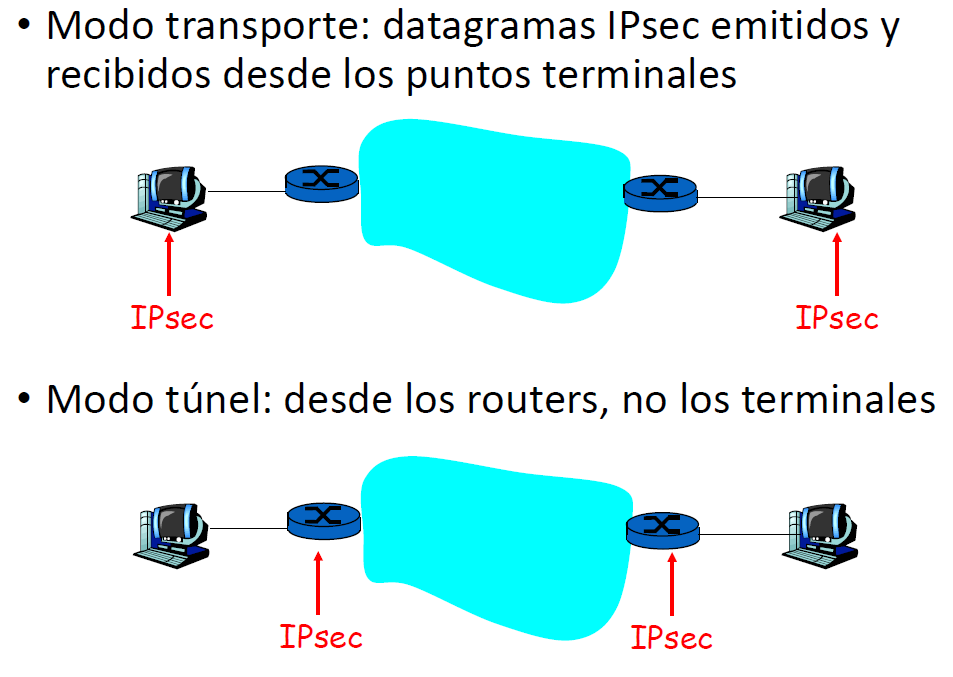 • Modo transporte: datagramas IPsec emitidos y
recibidos desde los puntos terminales
IPsec
IPsec
• Modo túnel: desde los routers, no los terminales
IPsec
IPsec